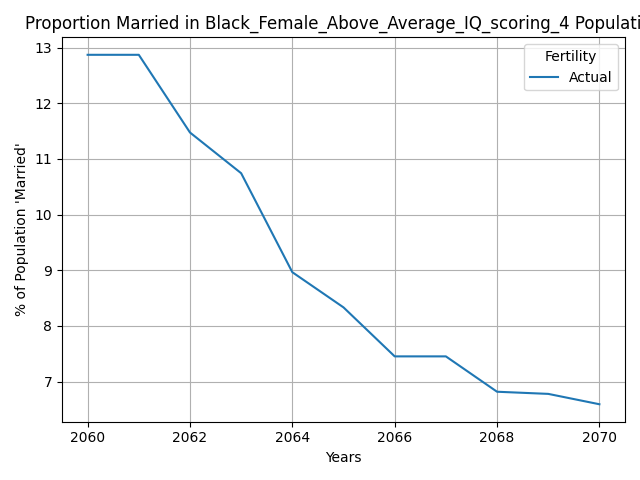 Proportion Married in Black_Female_Above_Average_IQ_scoring_4 Populati
Fertility
Actual
% of Population 'Married'
13
12
11
10
9
8
7
2060 2062 2064 2066 2068 2070
Years